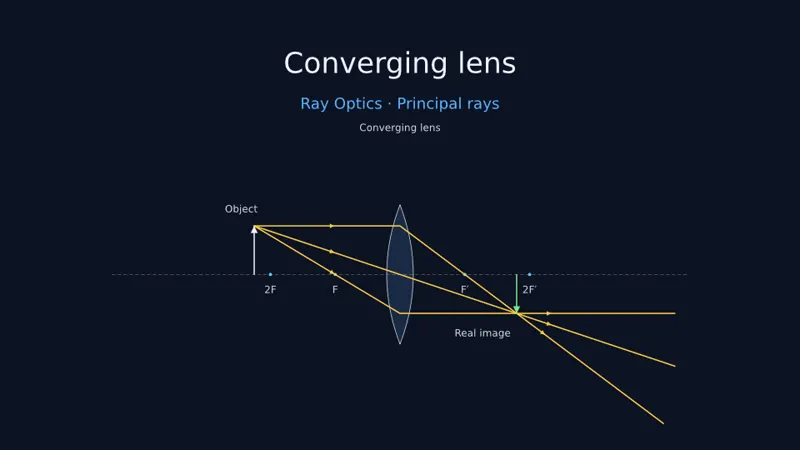 Converging lens
Ray Optics · Principal rays
Converging lens
Object
2F
F
F′
2F′
Real image